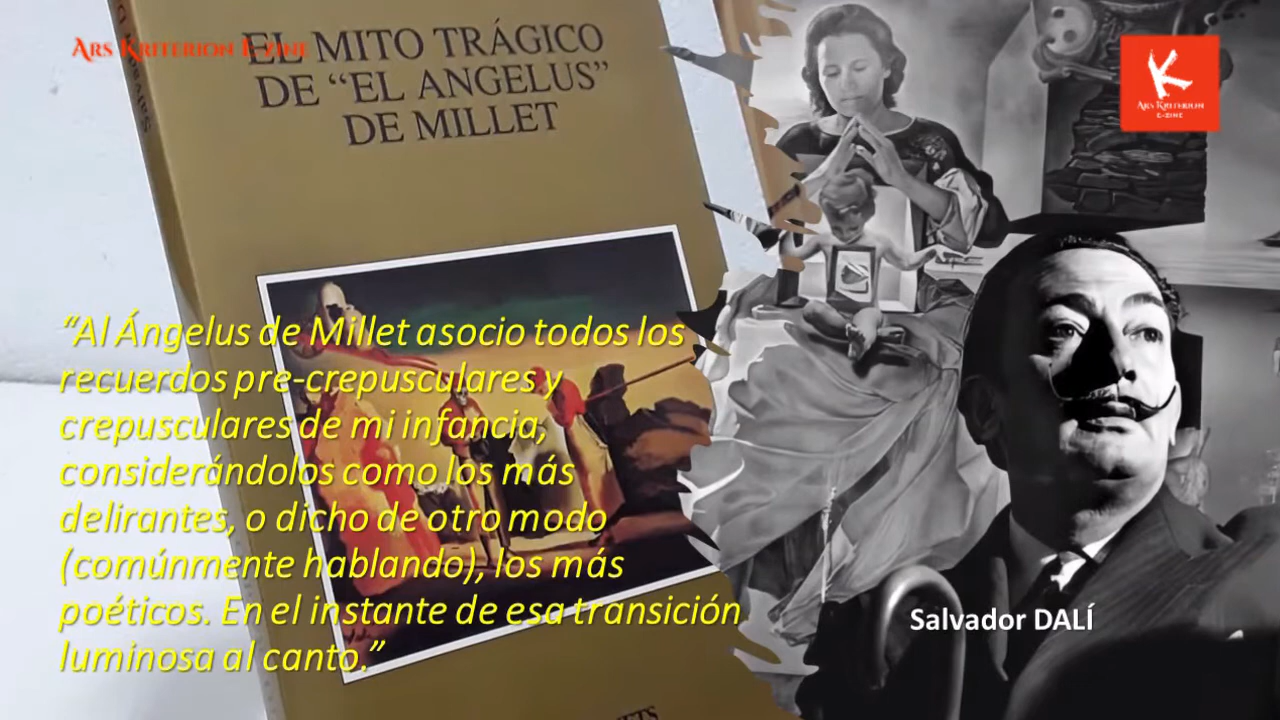 ARS KRITERION E-ZINE
EL MITO TRÁGICO
DE “EL ANGELUS”
DE MILLET
K
ARS KRITERION
E-ZINE
“Al Ángelus de Millet asocio todos los
recuerdos pre-crepusculares y
crepusculares de mi infancia,
considerándolos como los más
delirantes, o dicho de otro modo
(comúnmente hablando), los más
poéticos. En el instante de esa transición
luminosa al canto.”
Salvador DALÍ